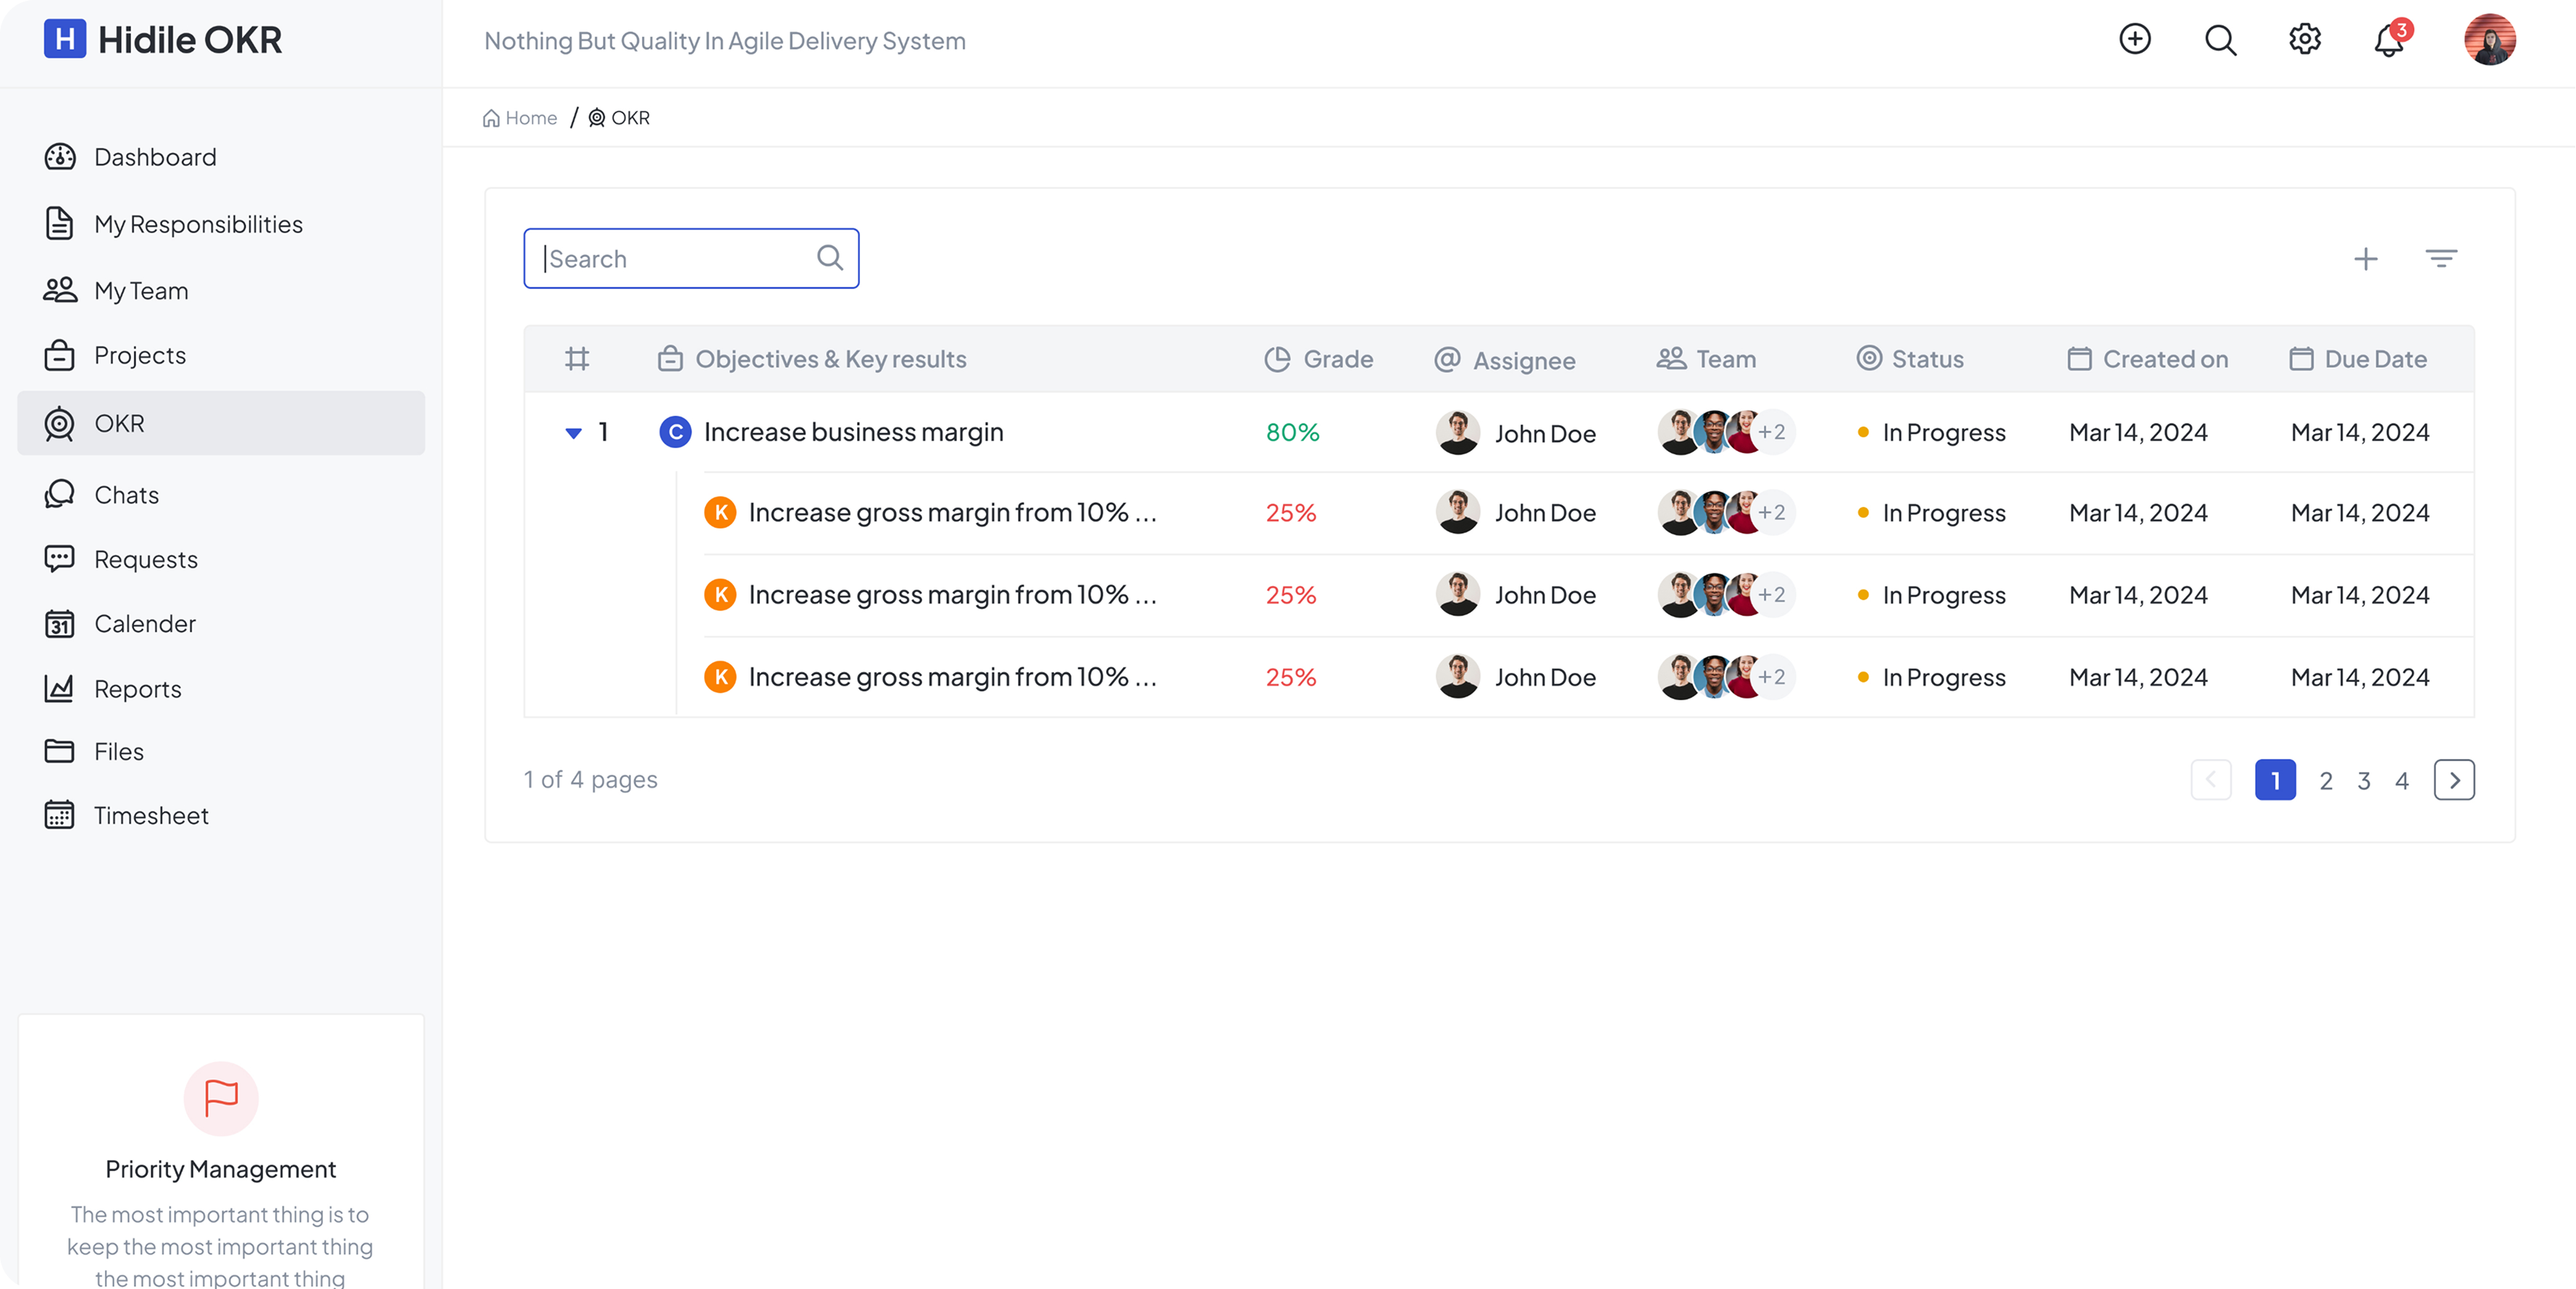 H Hidile OKR
Nothing But Quality In Agile Delivery System
3
Home / OKR
Dashboard
My Responsibilities
My Team
Projects
OKR
Chats
Requests
31 Calender
Reports
Files
Timesheet
Priority Management
The most important thing is to
keep the most important thing
the most important thing
Search
Objectives & Key results Grade Assignee Team Status Created on Due Date
1 C Increase business margin 80% John Doe +2 In Progress Mar 14, 2024 Mar 14, 2024
K Increase gross margin from 10% ... 25% John Doe +2 In Progress Mar 14, 2024 Mar 14, 2024
K Increase gross margin from 10% ... 25% John Doe +2 In Progress Mar 14, 2024 Mar 14, 2024
K Increase gross margin from 10% ... 25% John Doe +2 In Progress Mar 14, 2024 Mar 14, 2024
1 of 4 pages
1 2 3 4